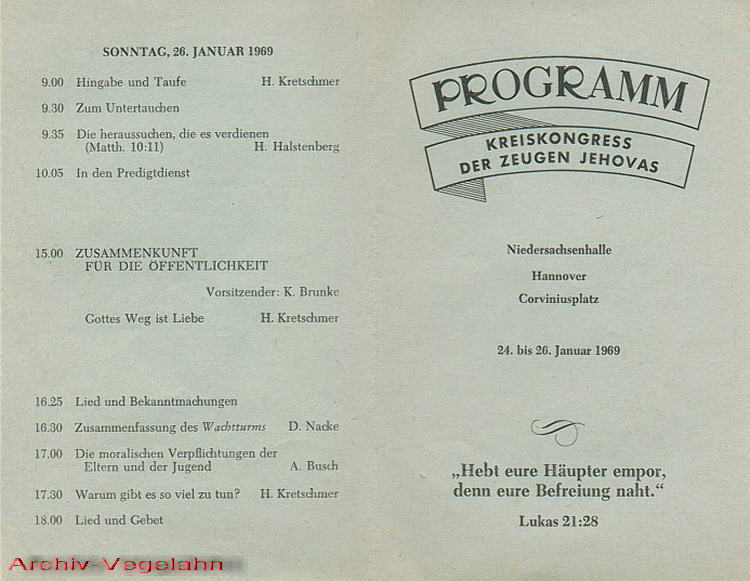 SONNTAG, 26. JANUAR 1969
9.00 Hingabe und Taufe H. Kretschmer
9.30 Zum Untertauchen
9.35 Die heraussuchen, die es verdienen
(Matth. 10:11) H. Halstenberg
10.05 In den Predigtdienst
15.00 ZUSAMMENKUNFT
FÜR DIE ÖFFENTLICHKEIT
Vorsitzender: K. Brunke
Gottes Weg ist Liebe H. Kretschmer
16.25 Lied und Bekanntmachungen
16.30 Zusammenfassung des Wachtturms D. Nacke
17.00 Die moralischen Verpflichtungen der
Eltern und der Jugend A. Busch
17.30 Warum gibt es so viel zu tun? H. Kretschmer
18.00 Lied und Gebet
Archiv-Vegelahn
PROGRAMM
KREISKONGRESS
DER ZEUGEN JEHOVAS
Niedersachsenhalle
Hannover
Corviniusplatz
24. bis 26. Januar 1969
„Hebt eure Häupter empor,
denn eure Befreiung naht.“
Lukas 21:28